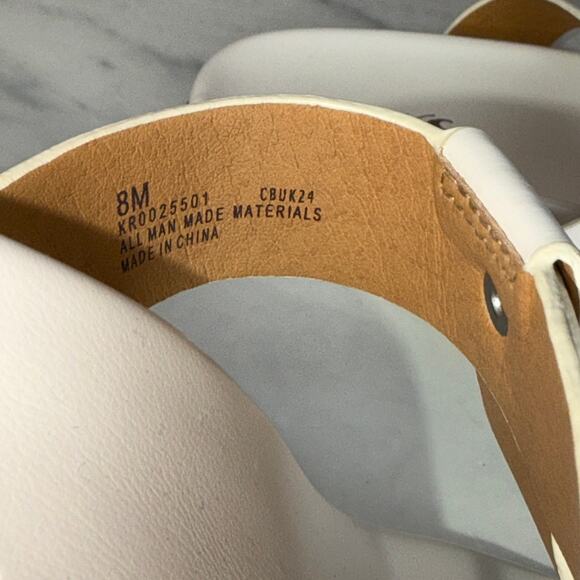 8M
KR0025501 CBUK24
ALL MAN MADE MATERIALS
MADE IN CHINA